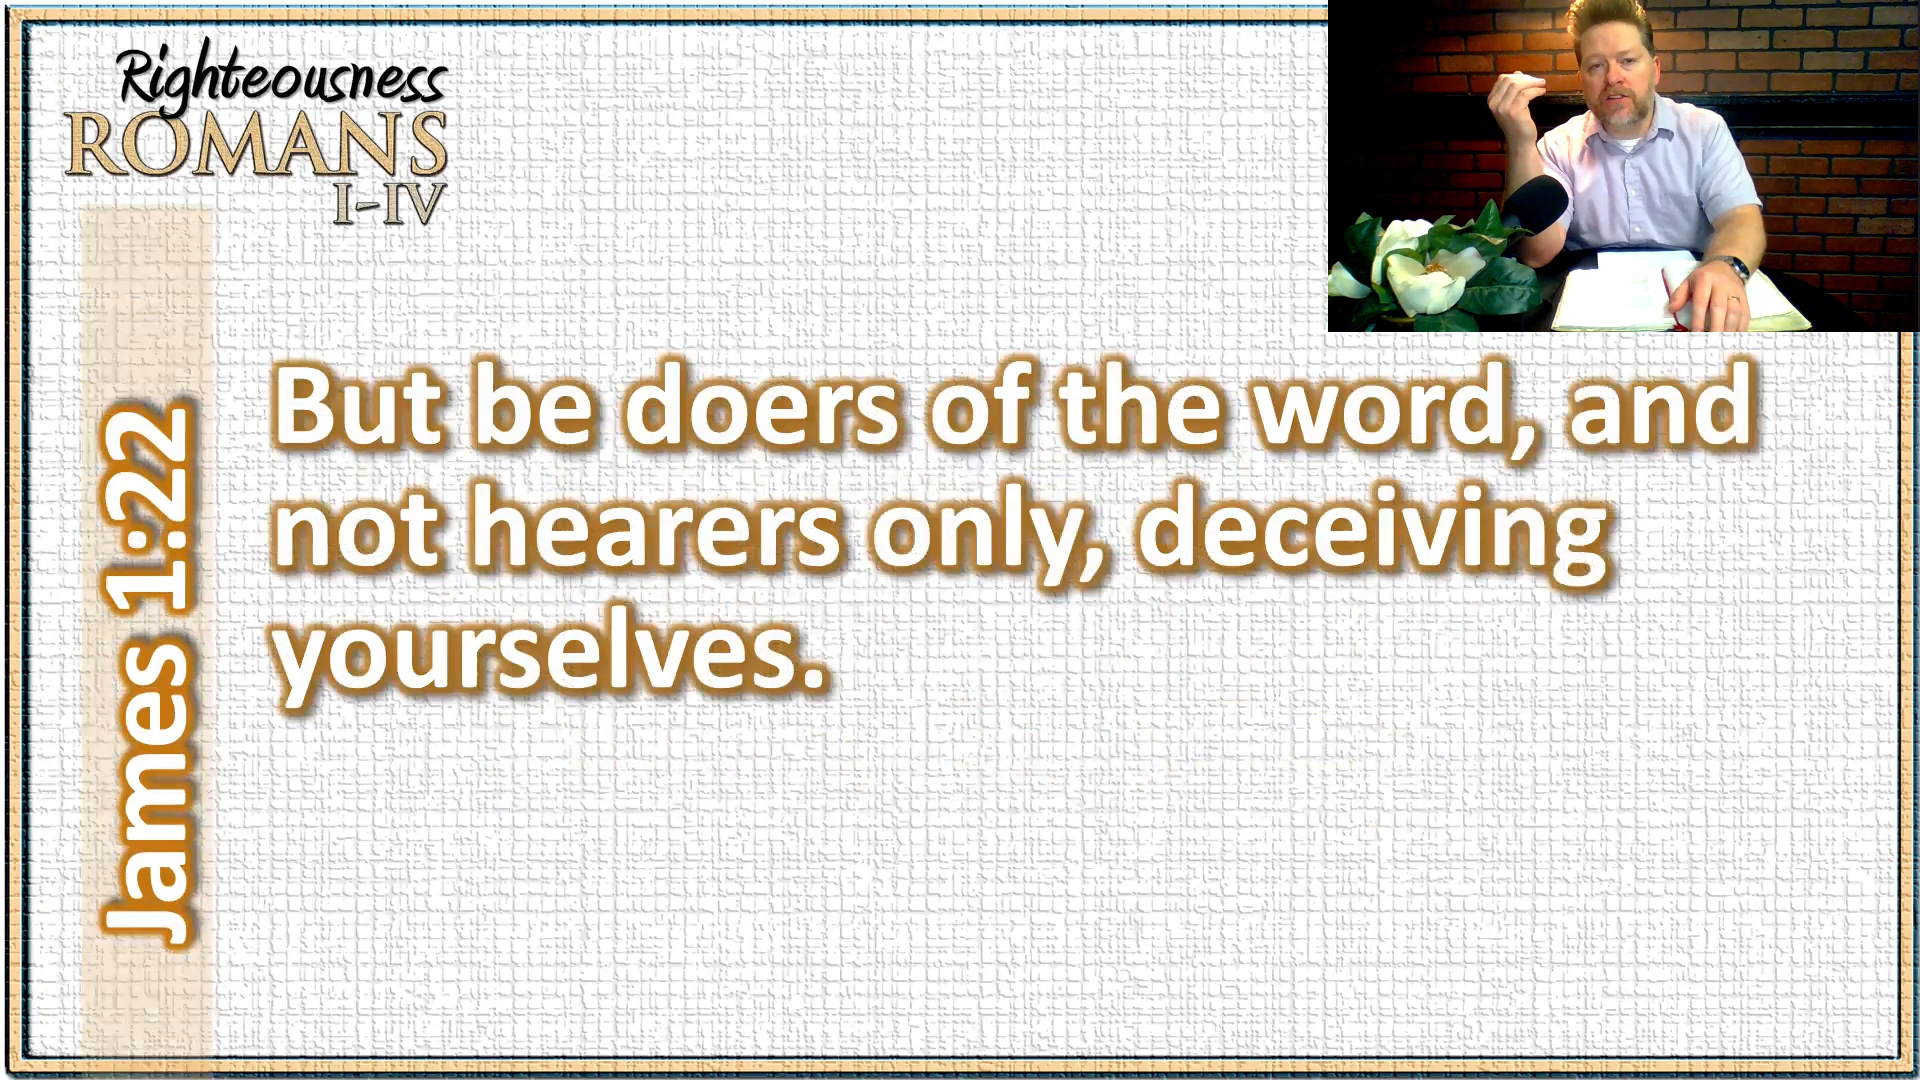 Righteousness
ROMANS
I-IV
James 1:22
But be doers of the word, and
not hearers only, deceiving
yourselves.